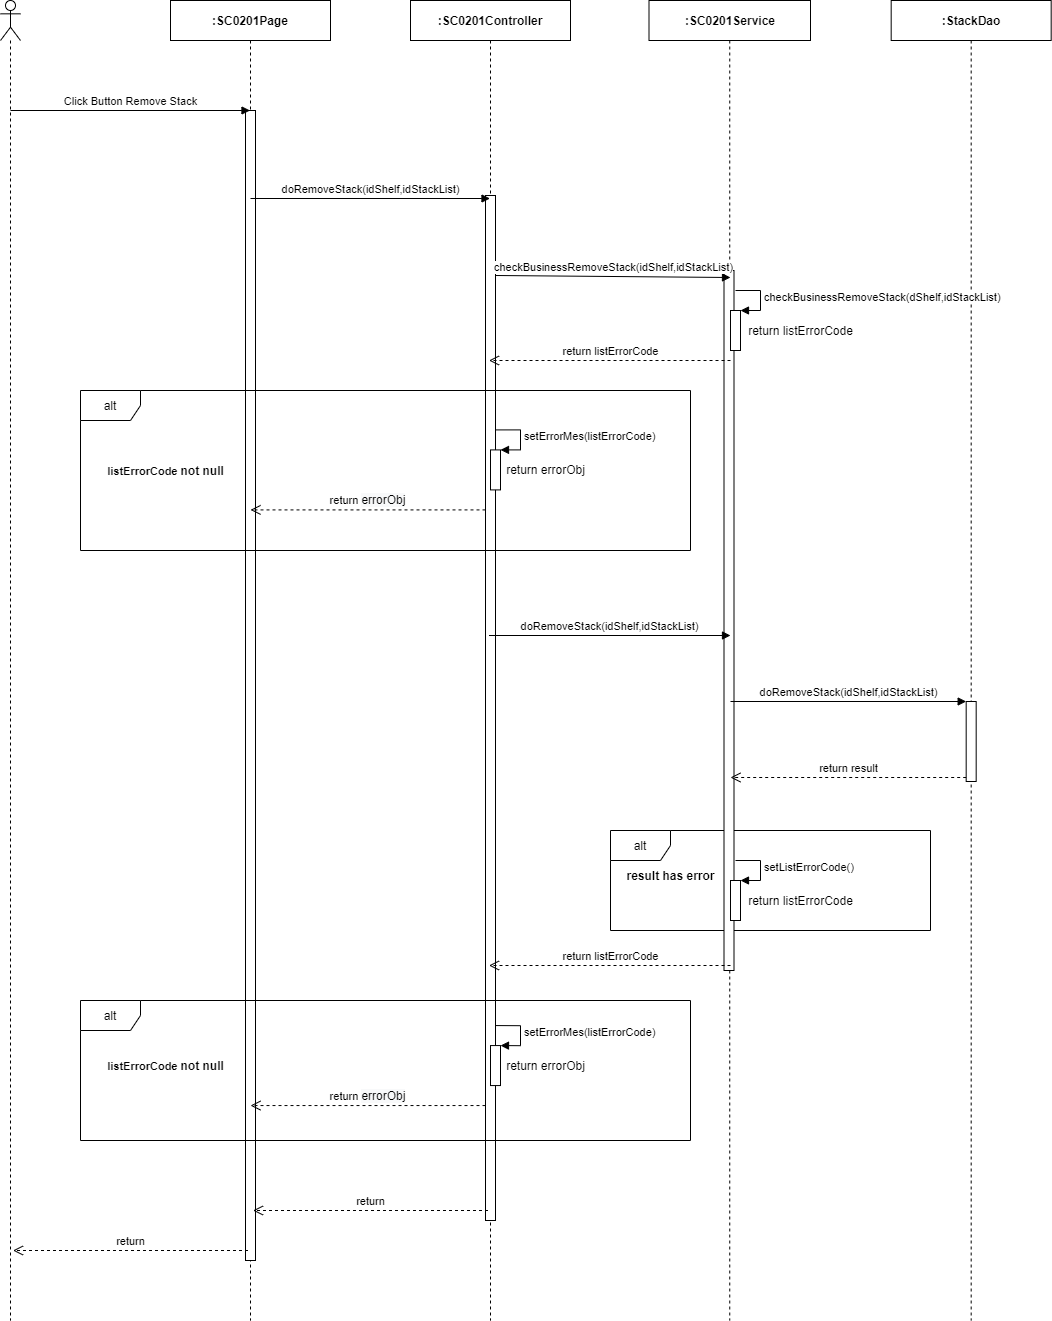 :SC0201Page
:SC0201Controller
:SC0201Service
:StackDao
Click Button Remove Stack
doRemoveStack(idShelf,idStackList)
checkBusinessRemoveStack(idShelf,idStackList)
checkBusinessRemoveStack(dShelf,idStackList)
return listErrorCode
return listErrorCode
alt
setErrorMes(listErrorCode)
listErrorCode not null
return errorObj
return errorObj
doRemoveStack(idShelf,idStackList)
doRemoveStack(idShelf,idStackList)
return result
alt
setListErrorCode()
result has error
return listErrorCode
return listErrorCode
alt
setErrorMes(listErrorCode)
listErrorCode not null
return errorObj
return errorObj
return
return